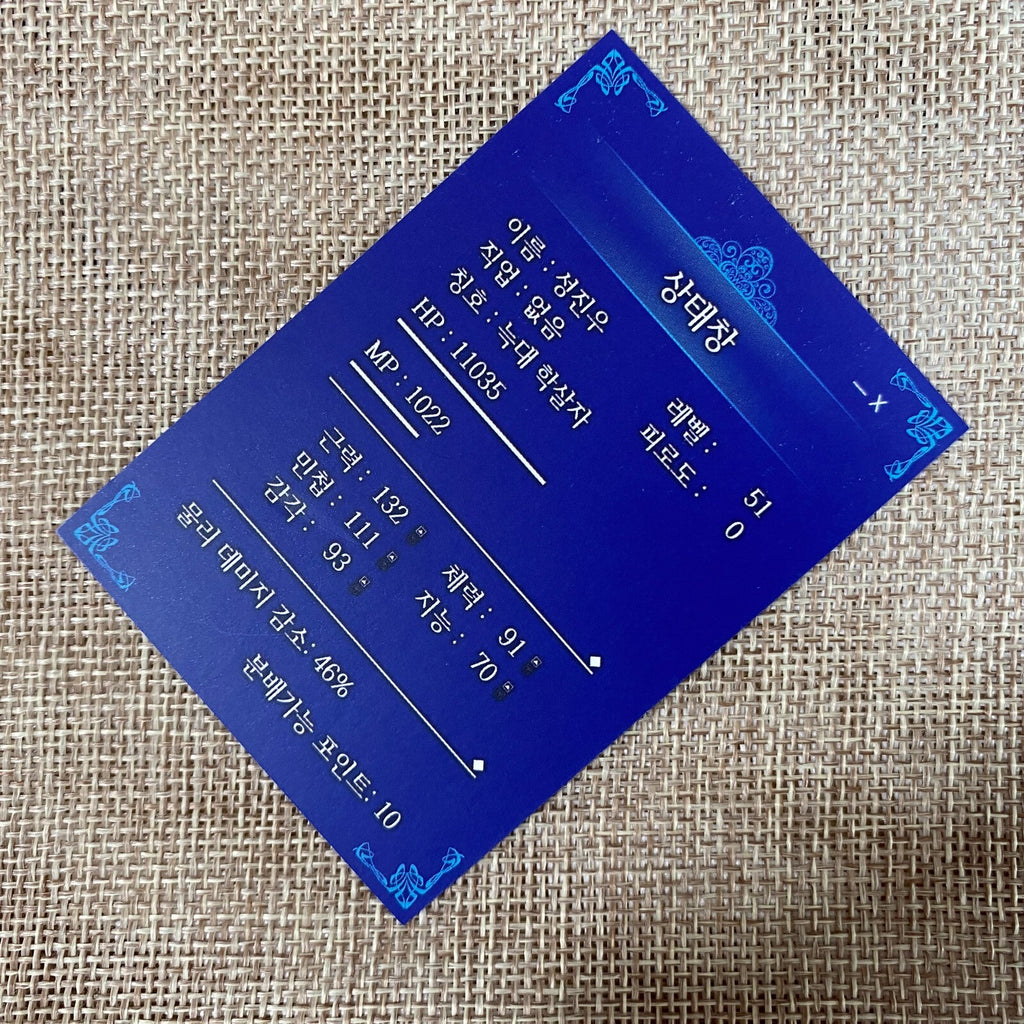 _ X
상태창
이름 : 성진우 레벨 : 51
직업 : 없음 피로도 : 0
칭호 : 늑대 학살자
HP : 11035
MP : 1022
근력 : 132 체력 : 91
민첩 : 111 지능 : 70
감각 : 93
물리 데미지 감소: 46%
분배가능 포인트: 10